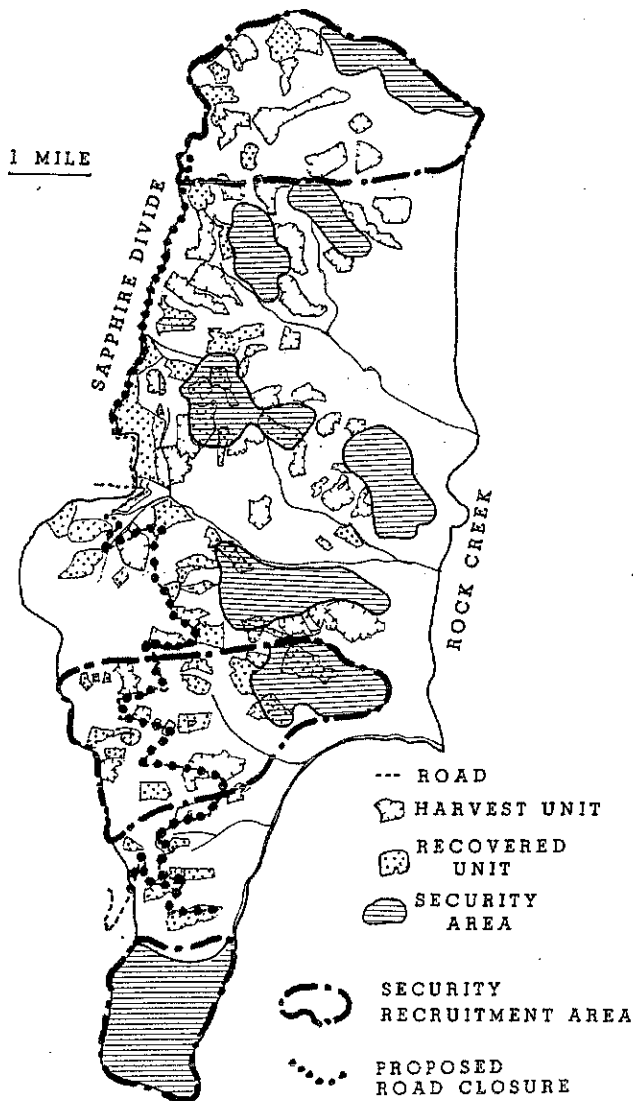 1 MILE
SAPPHIRE DIVIDE
ROCK CREEK
ROAD
HARVEST UNIT
RECOVERED
UNIT
SECURITY
AREA
SECURITY
RECRUITMENT AREA
PROPOSED
ROAD CLOSURE